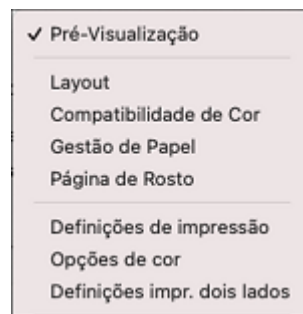 ✓ Pré-Visualização
Layout
Compatibilidade de Cor
Gestão de Papel
Página de Rosto
Definições de impressão
Opções de cor
Definições impr. dois lados